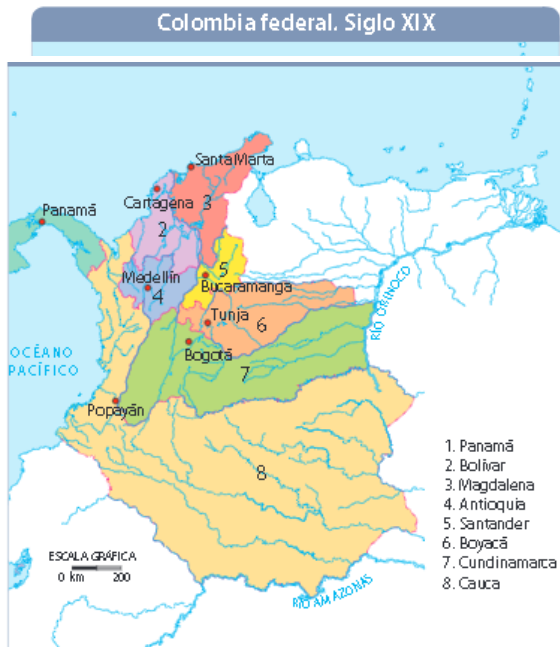 Colombia federal. Siglo XIX
Santa Marta
Cartagena
3
Panamá
2
5
Medellín
Bucaramanga
4
Tunja
6
RÍO ORINOCO
OCÉANO
PACÍFICO
Bogotá
7
Popayán
8
1. Panamá
2. Bolívar
3. Magdalena
4. Antioquia
5. Santander
6. Boyacá
7. Cundinamarca
8. Cauca
ESCALA GRÁFICA
0 km 200
RÍO AMAZONAS